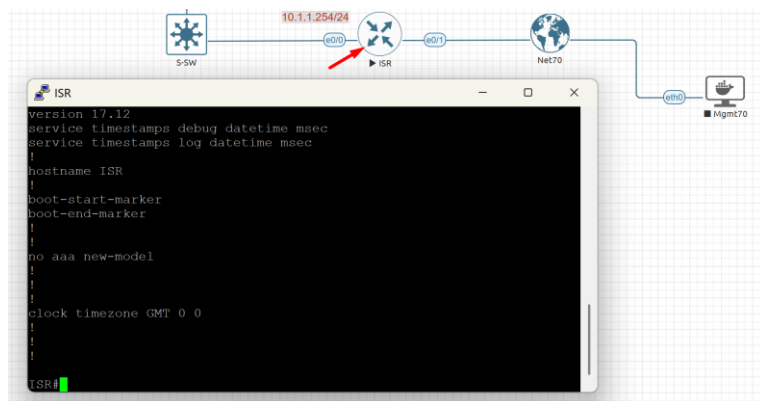 10.1.1.254/24
e0/0
e0/1
S-SW
ISR
Net70
eth0
Mgmt70
ISR
version 17.12
service timestamps debug datetime msec
service timestamps log datetime msec
!
hostname ISR
!
boot-start-marker
boot-end-marker
!
!
no aaa new-model
!
!
!
clock timezone GMT 0 0
!
!
!
ISR#